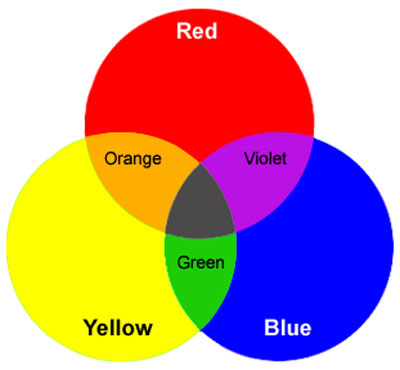 Red
Orange
Violet
Green
Yellow
Blue